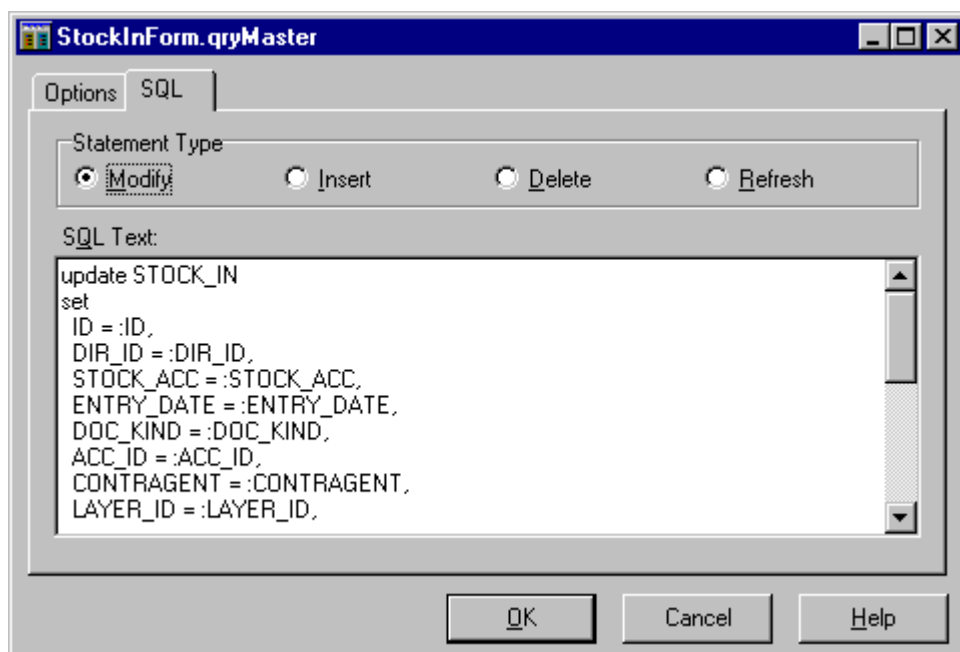 StockInForm.qryMaster
Options SQL
Statement Type
Modify Insert Delete Refresh
SQL Text:
update STOCK_IN
set
ID = :ID,
DIR_ID = :DIR_ID,
STOCK_ACC = :STOCK_ACC,
ENTRY_DATE = :ENTRY_DATE,
DOC_KIND = :DOC_KIND,
ACC_ID = :ACC_ID,
CONTRAGENT = :CONTRAGENT,
LAYER_ID = :LAYER_ID,
OK Cancel Help